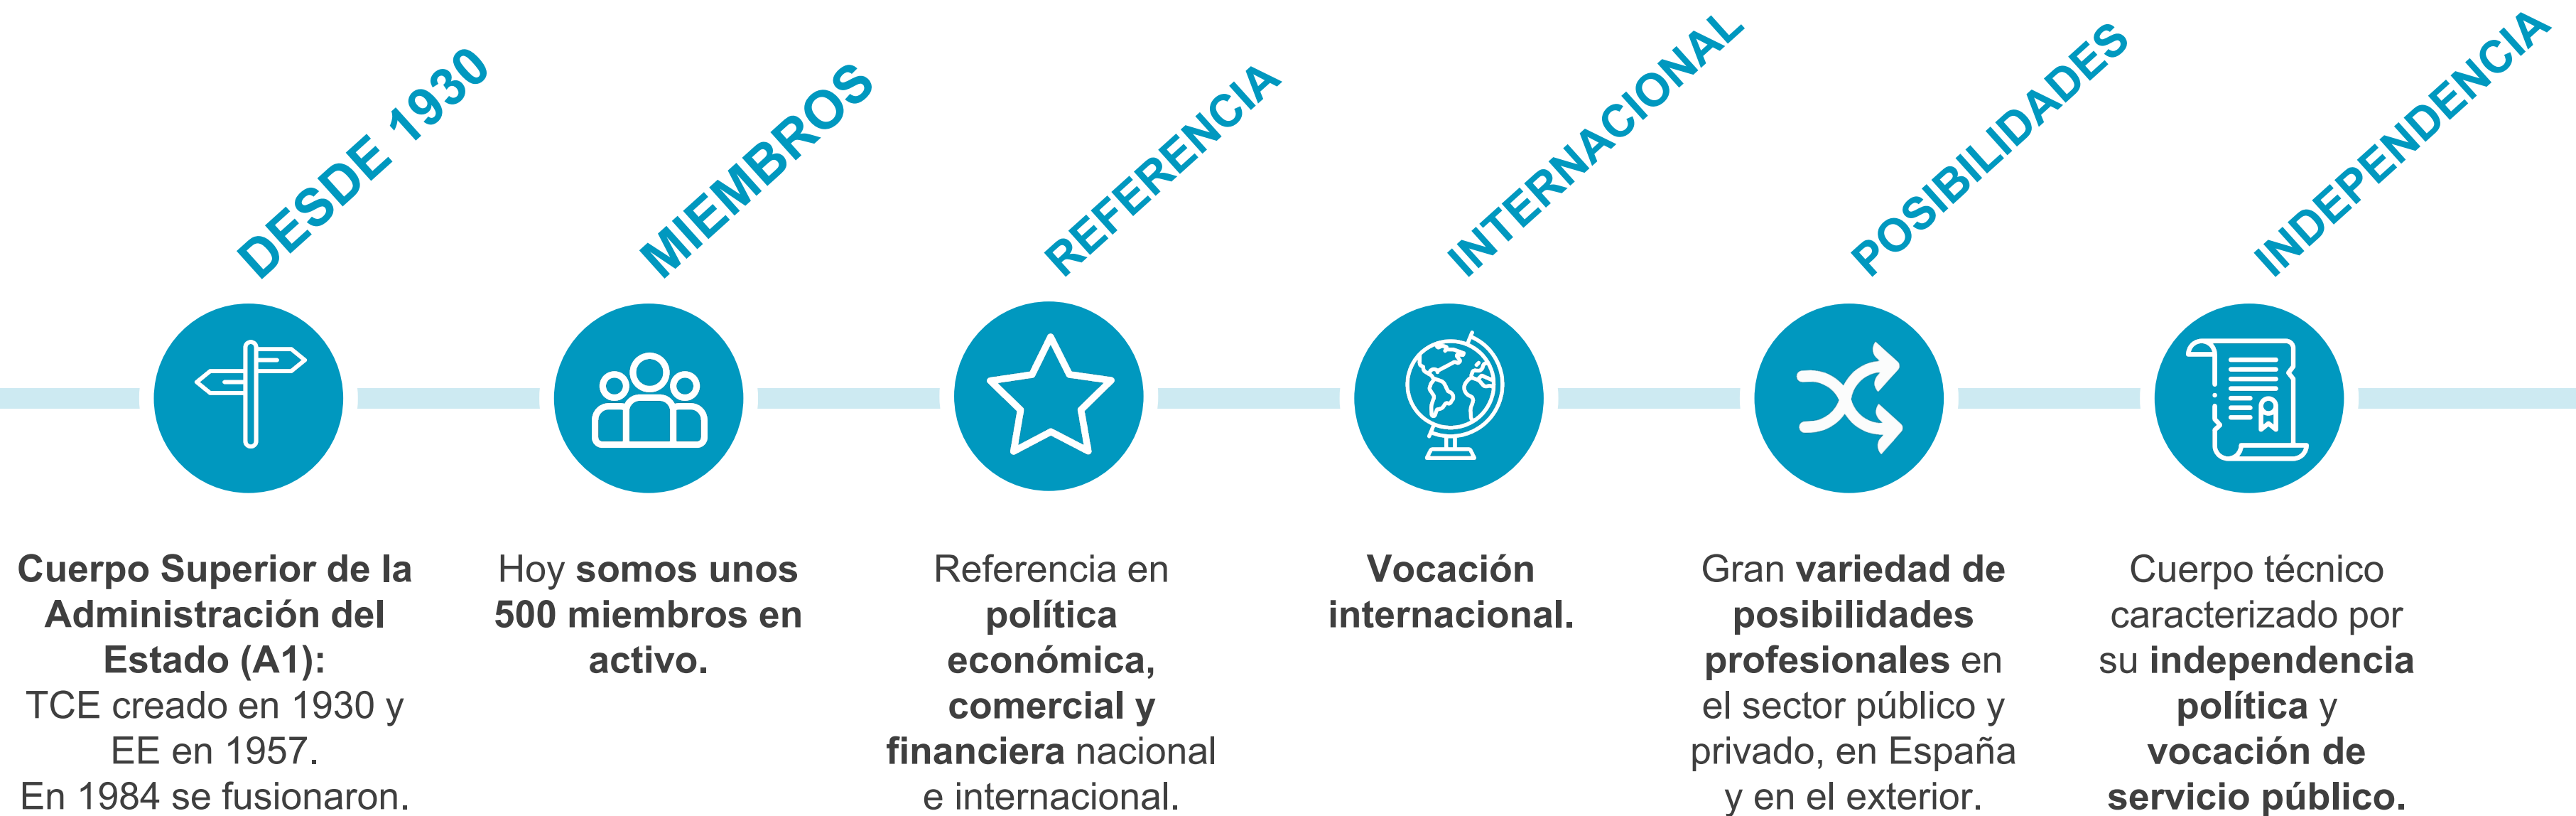 DESDE 1930
MIEMBROS
REFERENCIA
INTERNACIONAL
POSIBILIDADES
INDEPENDENCIA
Cuerpo Superior de la
Administración del
Estado (A1):
TCE creado en 1930 y
EE en 1957.
En 1984 se fusionaron.
Hoy somos unos
500 miembros en
activo.
Referencia en
política
económica,
comercial y
financiera nacional
e internacional.
Vocación
internacional.
Gran variedad de
posibilidades
profesionales en
el sector público y
privado, en España
y en el exterior.
Cuerpo técnico
caracterizado por
su independencia
política y
vocación de
servicio público.